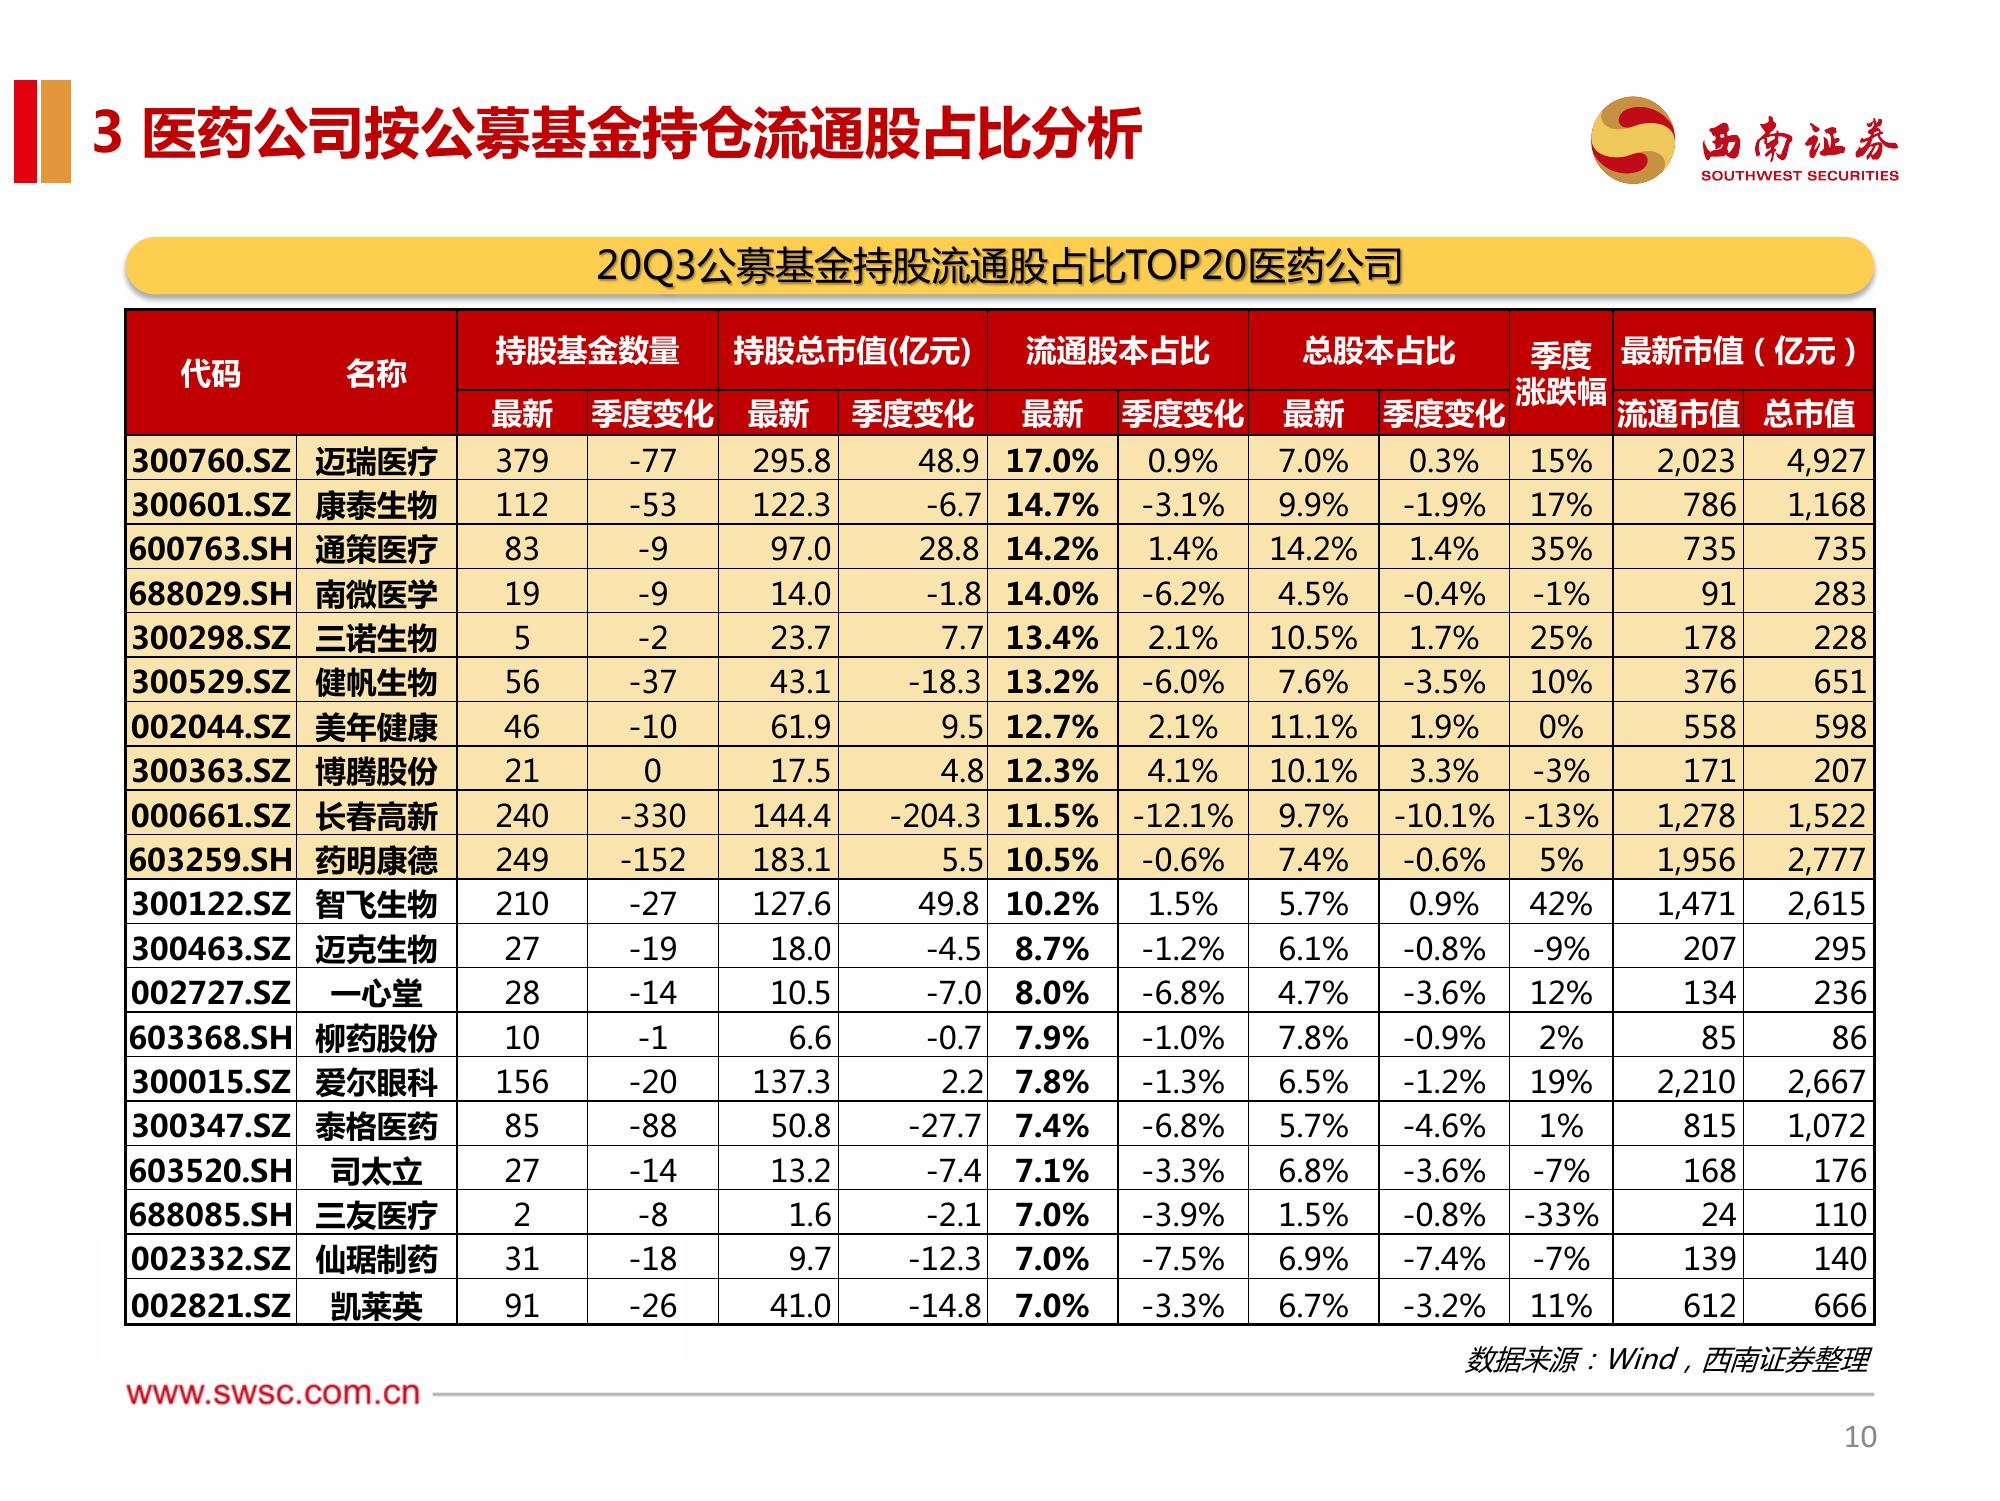 3 医药公司按公募基金持仓流通股占比分析
西南证券
SOUTHWEST SECURITIES
20Q3公募基金持股流通股占比TOP20医药公司
代码 名称 持股基金数量 持股总市值(亿元) 流通股本占比 总股本占比 季度涨跌幅 最新市值（亿元）
最新 季度变化 最新 季度变化 最新 季度变化 最新 季度变化 流通市值 总市值
300760.SZ 迈瑞医疗 379 -77 295.8 48.9 17.0% 0.9% 7.0% 0.3% 15% 2,023 4,927
300601.SZ 康泰生物 112 -53 122.3 -6.7 14.7% -3.1% 9.9% -1.9% 17% 786 1,168
600763.SH 通策医疗 83 -9 97.0 28.8 14.2% 1.4% 14.2% 1.4% 35% 735 735
688029.SH 南微医学 19 -9 14.0 -1.8 14.0% -6.2% 4.5% -0.4% -1% 91 283
300298.SZ 三诺生物 5 -2 23.7 7.7 13.4% 2.1% 10.5% 1.7% 25% 178 228
300529.SZ 健帆生物 56 -37 43.1 -18.3 13.2% -6.0% 7.6% -3.5% 10% 376 651
002044.SZ 美年健康 46 -10 61.9 9.5 12.7% 2.1% 11.1% 1.9% 0% 558 598
300363.SZ 博腾股份 21 0 17.5 4.8 12.3% 4.1% 10.1% 3.3% -3% 171 207
000661.SZ 长春高新 240 -330 144.4 -204.3 11.5% -12.1% 9.7% -10.1% -13% 1,278 1,522
603259.SH 药明康德 249 -152 183.1 5.5 10.5% -0.6% 7.4% -0.6% 5% 1,956 2,777
300122.SZ 智飞生物 210 -27 127.6 49.8 10.2% 1.5% 5.7% 0.9% 42% 1,471 2,615
300463.SZ 迈克生物 27 -19 18.0 -4.5 8.7% -1.2% 6.1% -0.8% -9% 207 295
002727.SZ 一心堂 28 -14 10.5 -7.0 8.0% -6.8% 4.7% -3.6% 12% 134 236
603368.SH 柳药股份 10 -1 6.6 -0.7 7.9% -1.0% 7.8% -0.9% 2% 85 86
300015.SZ 爱尔眼科 156 -20 137.3 2.2 7.8% -1.3% 6.5% -1.2% 19% 2,210 2,667
300347.SZ 泰格医药 85 -88 50.8 -27.7 7.4% -6.8% 5.7% -4.6% 1% 815 1,072
603520.SH 司太立 27 -14 13.2 -7.4 7.1% -3.3% 6.8% -3.6% -7% 168 176
688085.SH 三友医疗 2 -8 1.6 -2.1 7.0% -3.9% 1.5% -0.8% -33% 24 110
002332.SZ 仙琚制药 31 -18 9.7 -12.3 7.0% -7.5% 6.9% -7.4% -7% 139 140
002821.SZ 凯莱英 91 -26 41.0 -14.8 7.0% -3.3% 6.7% -3.2% 11% 612 666
数据来源：Wind，西南证券整理
www.swsc.com.cn
10